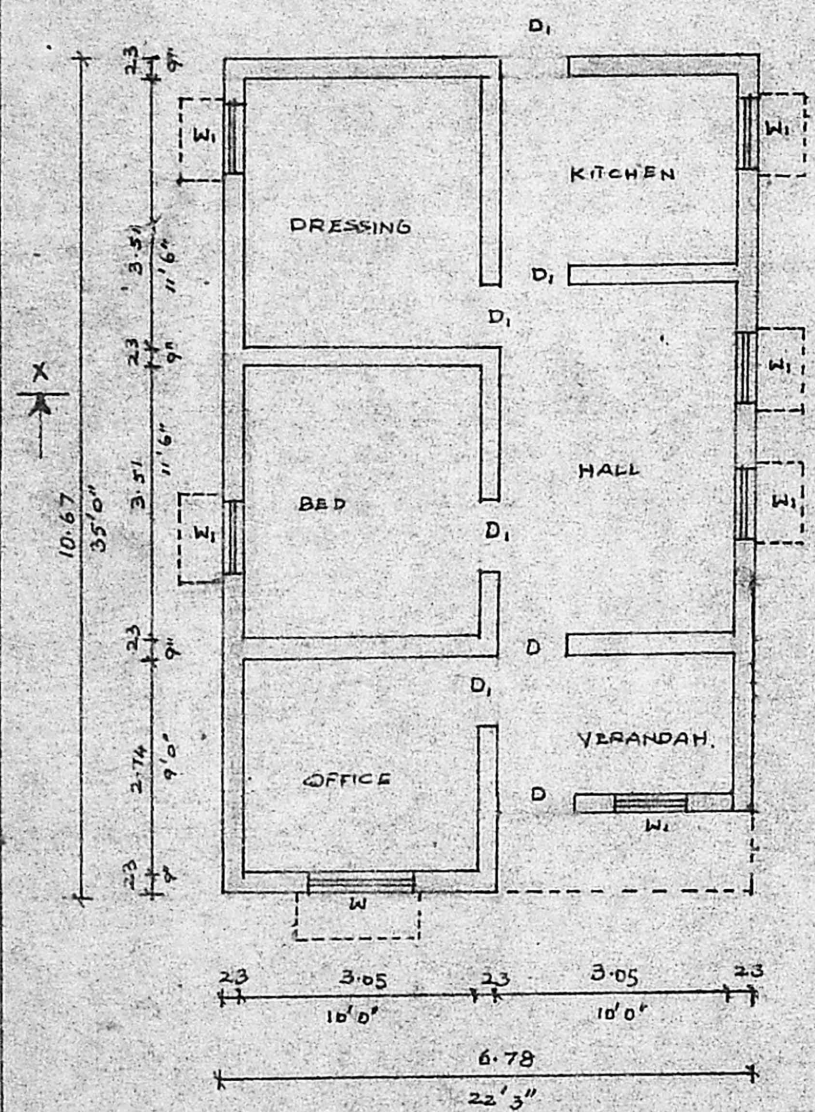 D₁
23
9"
W₁
W₁
KITCHEN
DRESSING
3.51
11'6"
D₁
D₁
23
9"
W₁
X
HALL
3.51
11'6"
BED
W₁
W₁
D₁
10.67
35'0"
23
9"
D
D₁
VERANDAH.
2.74
9'0"
OFFICE
D
W₁
23
9"
W
23 3.05 23 3.05 23
10'0" 10'0"
6.78
22'3"